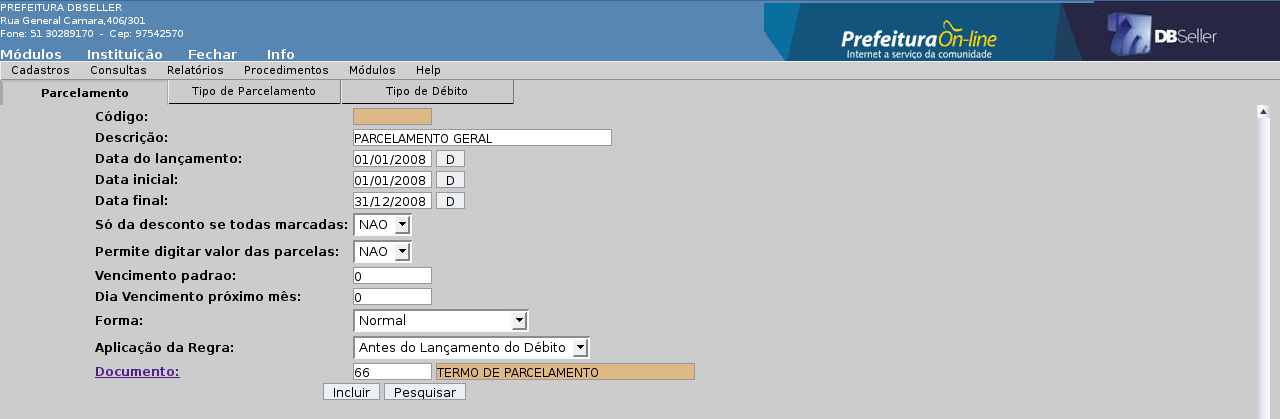 PREFEITURA DBSELLER
Rua General Camara,406/301
Fone: 51 30289170 - Cep: 97542570
Módulos Instituição Fechar Info
Prefeitura On-line
Internet a serviço da comunidade
DBSeller
Cadastros Consultas Relatórios Procedimentos Módulos Help
Parcelamento Tipo de Parcelamento Tipo de Débito
Código:
Descrição: PARCELAMENTO GERAL
Data do lançamento: 01/01/2008 D
Data inicial: 01/01/2008 D
Data final: 31/12/2008 D
Só da desconto se todas marcadas: NAO
Permite digitar valor das parcelas: NAO
Vencimento padrao: 0
Dia Vencimento próximo mês: 0
Forma: Normal
Aplicação da Regra: Antes do Lançamento do Débito
Documento: 66 TERMO DE PARCELAMENTO
Incluir Pesquisar